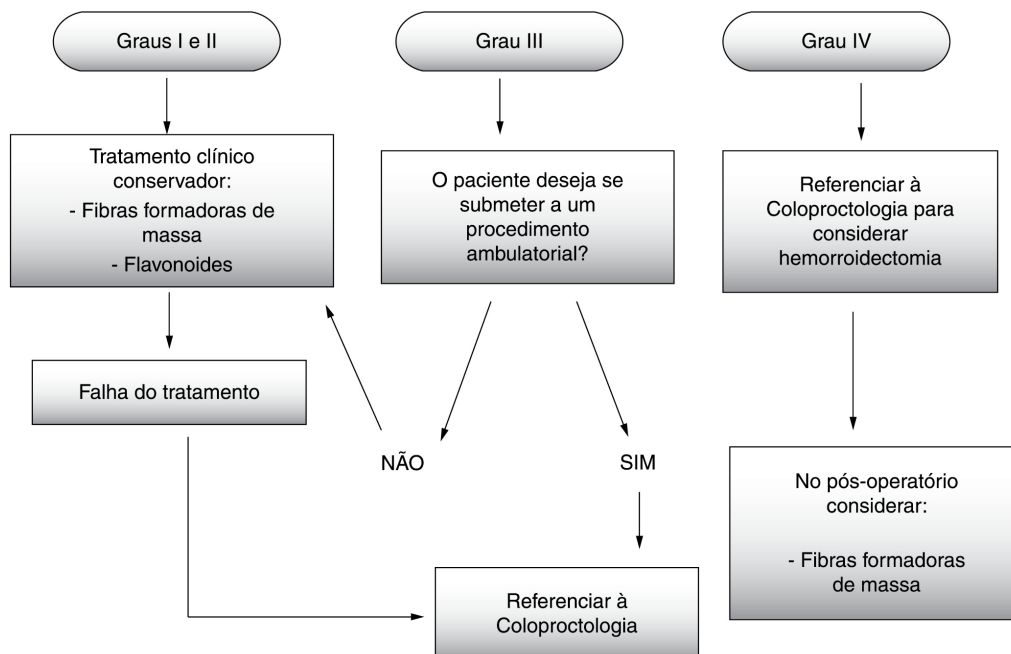 Graus I e II
Grau III
Grau IV
Tratamento clínico
conservador:
- Fibras formadoras de
massa
- Flavonoides
O paciente deseja se
submeter a um
procedimento
ambulatorial?
Referenciar à
Coloproctologia para
considerar
hemorroidectomia
Falha do tratamento
NÃO
SIM
No pós-operatório
considerar:
- Fibras formadoras
de massa
Referenciar à
Coloproctologia